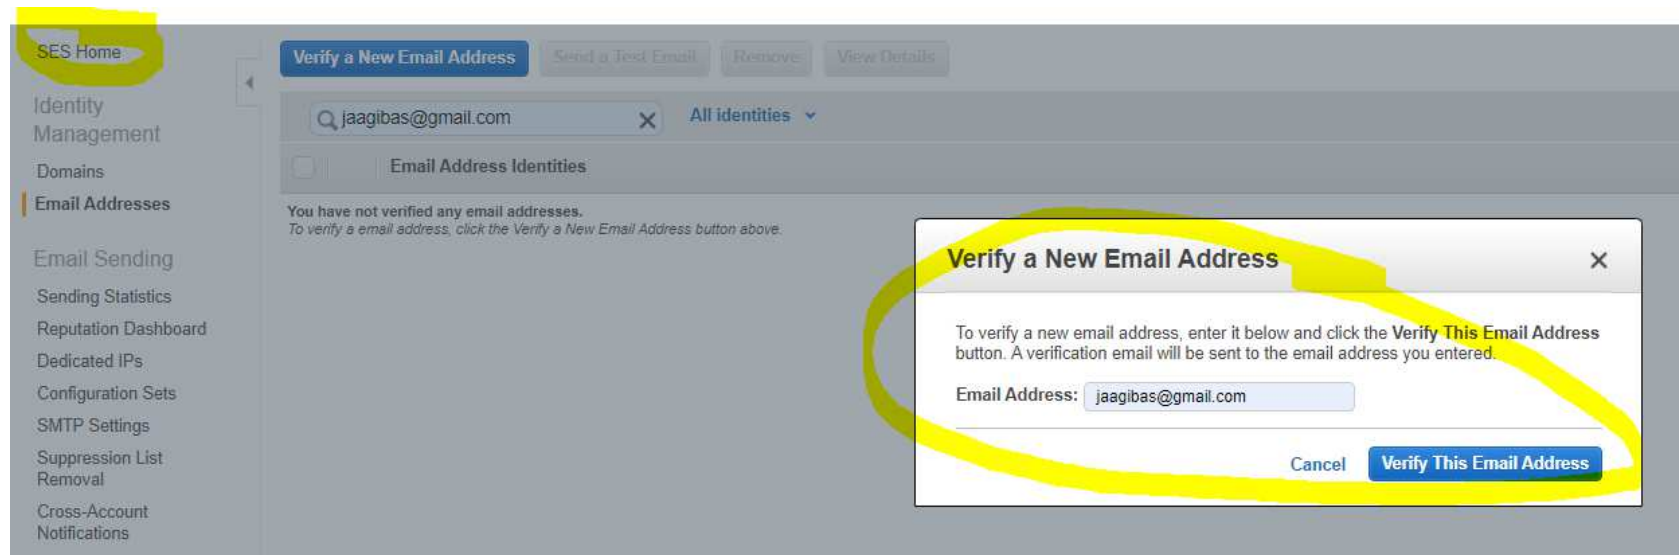 SES Home
Identity
Management
Domains
Email Addresses
Email Sending
Sending Statistics
Reputation Dashboard
Dedicated IPs
Configuration Sets
SMTP Settings
Suppression List
Removal
Cross-Account
Notifications
Verify a New Email Address Send a Test Email Remove View Details
jaagibas@gmail.com All identities
Email Address Identities
You have not verified any email addresses.
To verify a email address, click the Verify a New Email Address button above.
Verify a New Email Address
To verify a new email address, enter it below and click the Verify This Email Address
button. A verification email will be sent to the email address you entered.
Email Address: jaagibas@gmail.com
Cancel Verify This Email Address